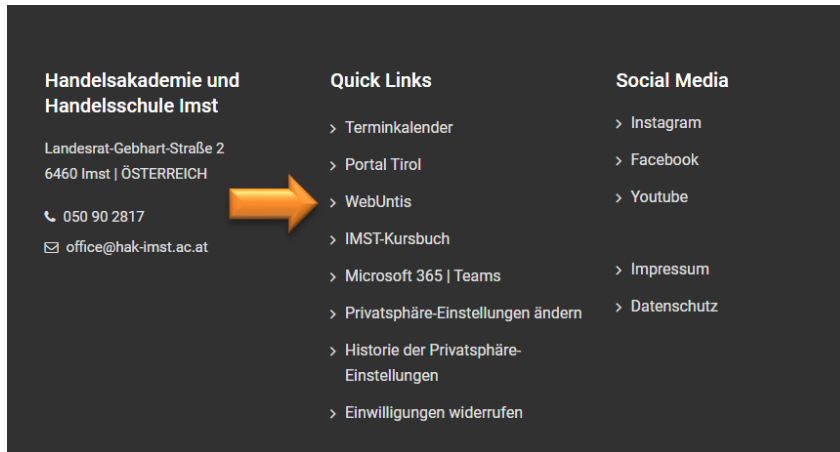 Handelsakademie und
Handelsschule Imst
Landesrat-Gebhart-Straße 2
6460 Imst | ÖSTERREICH
050 90 2817
office@hak-imst.ac.at
Quick Links
Terminkalender
Portal Tirol
WebUntis
IMST-Kursbuch
Microsoft 365 | Teams
Privatsphäre-Einstellungen ändern
Historie der Privatsphäre-
Einstellungen
Einwilligungen widerrufen
Social Media
Instagram
Facebook
Youtube
Impressum
Datenschutz